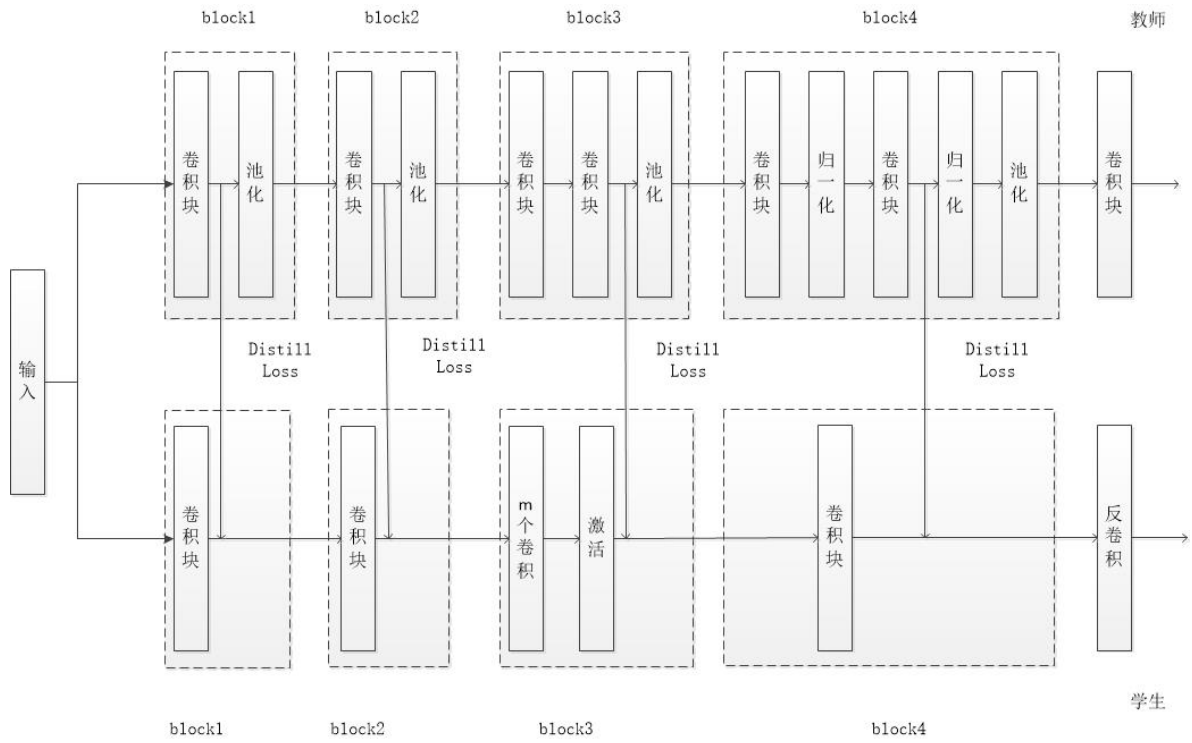 block1
block2
block3
block4
教师
卷积块
池化
卷积块
池化
卷积块
卷积块
池化
卷积块
归一化
卷积块
归一化
池化
卷积块
输入
Distill
Loss
Distill
Loss
Distill
Loss
Distill
Loss
卷积块
卷积块
m个卷积
激活
卷积块
反卷积
学生
block1
block2
block3
block4